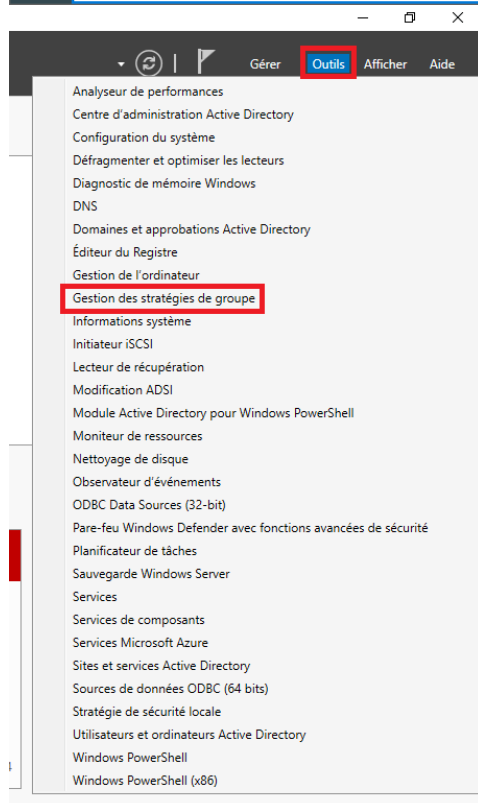 Gérer Outils Afficher Aide
Analyseur de performances
Centre d'administration Active Directory
Configuration du système
Défragmenter et optimiser les lecteurs
Diagnostic de mémoire Windows
DNS
Domaines et approbations Active Directory
Éditeur du Registre
Gestion de l'ordinateur
Gestion des stratégies de groupe
Informations système
Initiateur iSCSI
Lecteur de récupération
Modification ADSI
Module Active Directory pour Windows PowerShell
Moniteur de ressources
Nettoyage de disque
Observateur d'événements
ODBC Data Sources (32-bit)
Pare-feu Windows Defender avec fonctions avancées de sécurité
Planificateur de tâches
Sauvegarde Windows Server
Services
Services de composants
Services Microsoft Azure
Sites et services Active Directory
Sources de données ODBC (64 bits)
Stratégie de sécurité locale
Utilisateurs et ordinateurs Active Directory
Windows PowerShell
Windows PowerShell (x86)